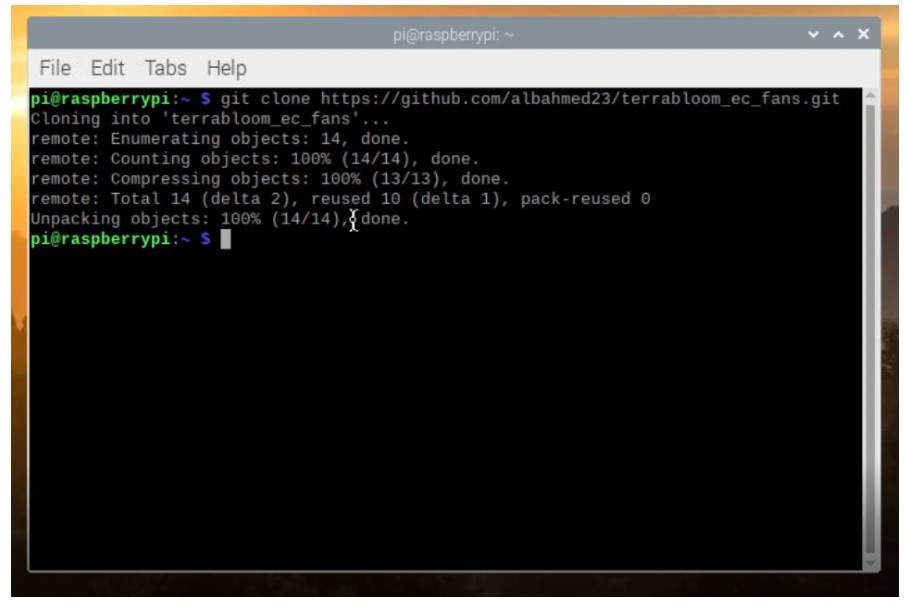 pi@raspberrypi: ~
File Edit Tabs Help
pi@raspberrypi:~ $ git clone https://github.com/albahmed23/terrabloom_ec_fans.git
Cloning into 'terrabloom_ec_fans'...
remote: Enumerating objects: 14, done.
remote: Counting objects: 100% (14/14), done.
remote: Compressing objects: 100% (13/13), done.
remote: Total 14 (delta 2), reused 10 (delta 1), pack-reused 0
Unpacking objects: 100% (14/14), done.
pi@raspberrypi:~ $